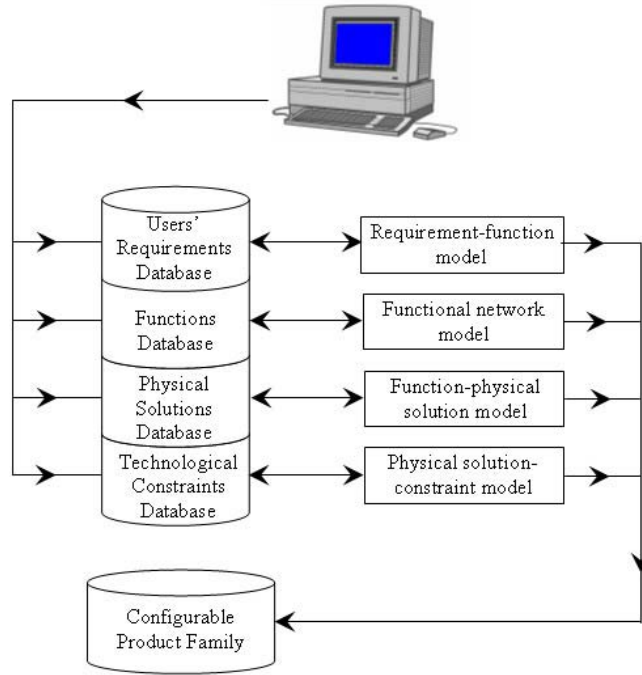 Users'
Requirements
Database
Requirement-function
model
Functions
Database
Functional network
model
Physical
Solutions
Database
Function-physical
solution model
Technological
Constraints
Database
Physical solution-
constraint model
Configurable
Product Family